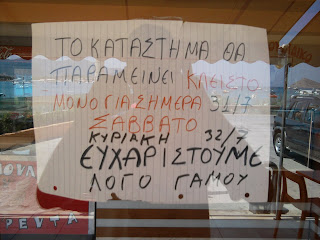 ΤΟ ΚΑΤΑΣΤΗΜΑ ΘΑ
ΠΑΡΑΜΕΙΝΕΙ ΚΛΕΙΣΤΟ
ΜΟΝΟ ΓΙΑ ΣΗΜΕΡΑ 31/7
ΣΑΒΒΑΤΟ
ΚΥΡΙΑΚΗ 32/7
ΕΥΧΑΡΙΣΤΟΥΜΕ
ΛΟΓΟ ΓΑΜΟΥ